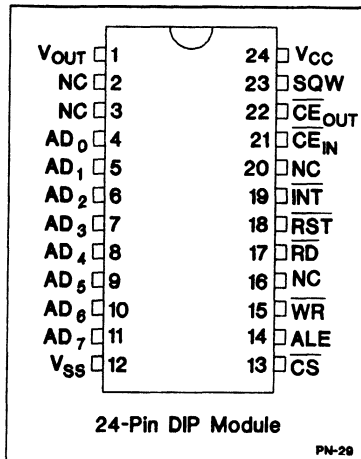 VOUT 1 24 VCC
NC 2 23 SQW
NC 3 22 CEOUT
AD0 4 21 CEIN
AD1 5 20 NC
AD2 6 19 INT
AD3 7 18 RST
AD4 8 17 RD
AD5 9 16 NC
AD6 10 15 WR
AD7 11 14 ALE
VSS 12 13 CS
24-Pin DIP Module
PN-29